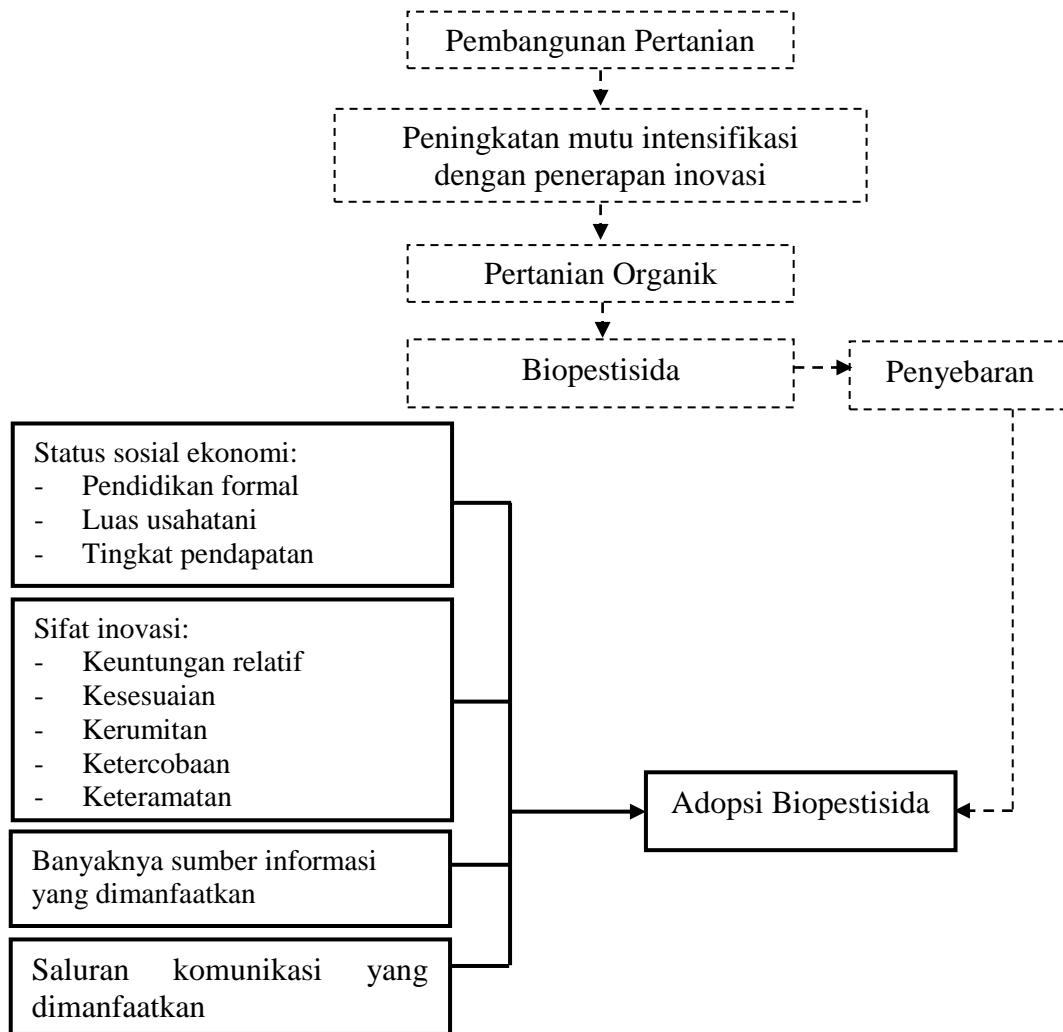 Pembangunan Pertanian
Peningkatan mutu intensifikasi
dengan penerapan inovasi
Pertanian Organik
Biopestisida
Penyebaran
Status sosial ekonomi:
- Pendidikan formal
- Luas usahatani
- Tingkat pendapatan
Sifat inovasi:
- Keuntungan relatif
- Kesesuaian
- Kerumitan
- Ketercobaan
- Keteramatan
Adopsi Biopestisida
Banyaknya sumber informasi
yang dimanfaatkan
Saluran komunikasi yang
dimanfaatkan